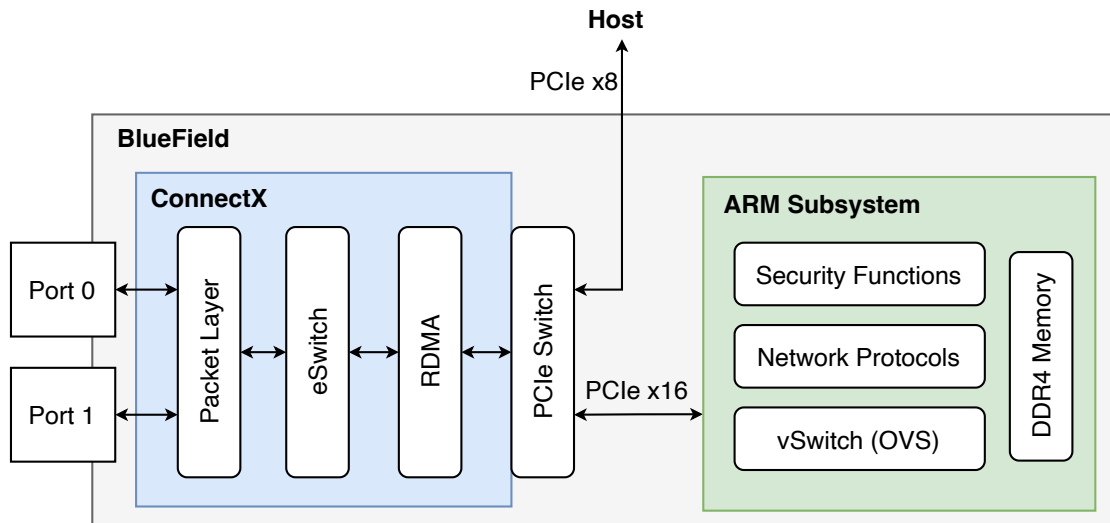 Host
PCIe x8
BlueField
ConnectX
ARM Subsystem
Port 0
Port 1
Packet Layer
eSwitch
RDMA
PCIe Switch
PCIe x16
Security Functions
Network Protocols
vSwitch (OVS)
DDR4 Memory